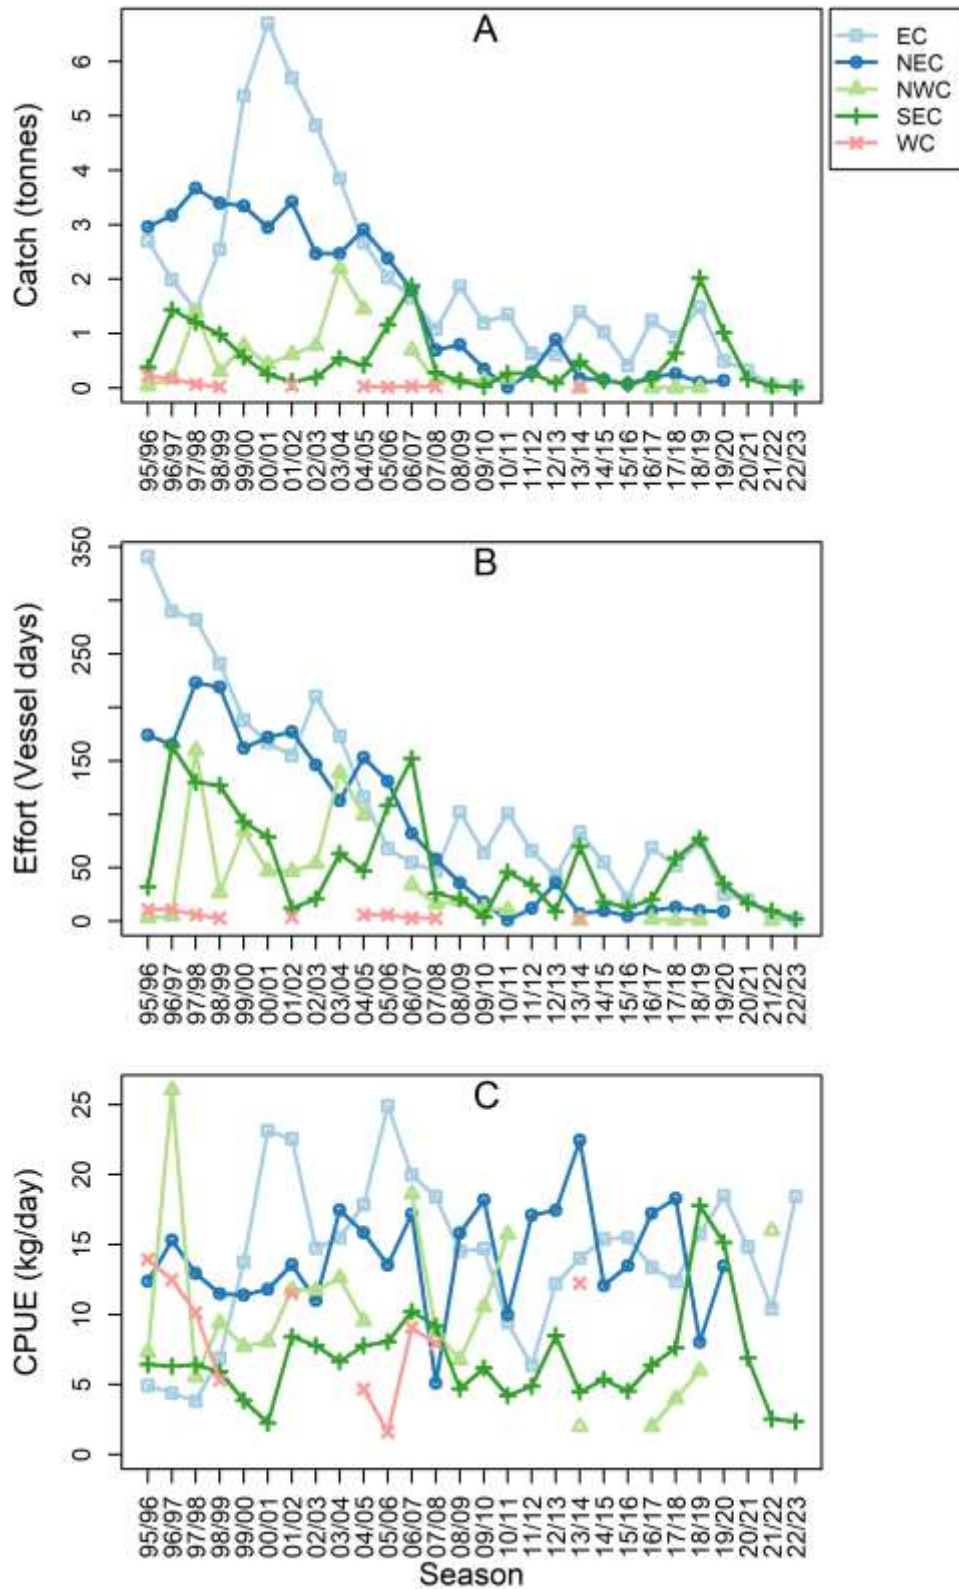 A
EC
NEC
NWC
SEC
WC
Catch (tonnes)
6
5
4
3
2
1
0
95/96 96/97 97/98 98/99 99/00 00/01 01/02 02/03 03/04 04/05 05/06 06/07 07/08 08/09 09/10 10/11 11/12 12/13 13/14 14/15 15/16 16/17 17/18 18/19 19/20 20/21 21/22 22/23
B
Effort (Vessel days)
350
250
150
50
0
95/96 96/97 97/98 98/99 99/00 00/01 01/02 02/03 03/04 04/05 05/06 06/07 07/08 08/09 09/10 10/11 11/12 12/13 13/14 14/15 15/16 16/17 17/18 18/19 19/20 20/21 21/22 22/23
C
CPUE (kg/day)
25
20
15
10
5
0
95/96 96/97 97/98 98/99 99/00 00/01 01/02 02/03 03/04 04/05 05/06 06/07 07/08 08/09 09/10 10/11 11/12 12/13 13/14 14/15 15/16 16/17 17/18 18/19 19/20 20/21 21/22 22/23
Season